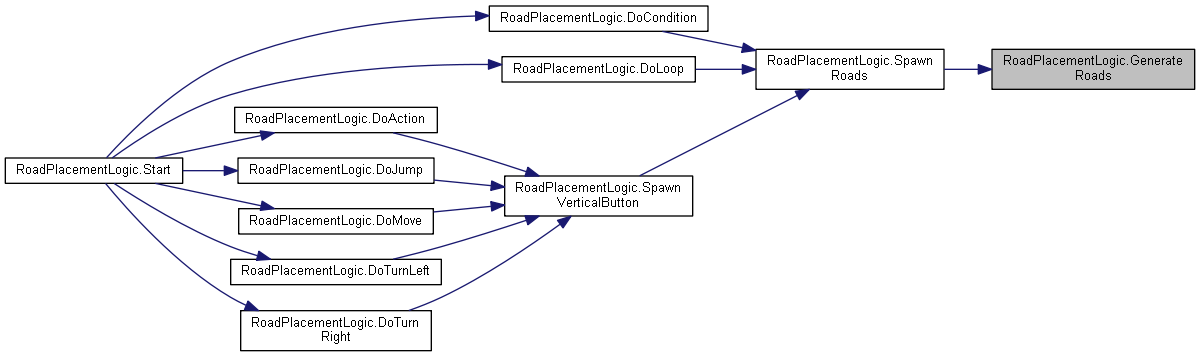 RoadPlacementLogic.DoCondition
RoadPlacementLogic.Spawn
Roads
RoadPlacementLogic.Generate
Roads
RoadPlacementLogic.DoLoop
RoadPlacementLogic.DoAction
RoadPlacementLogic.Start
RoadPlacementLogic.DoJump
RoadPlacementLogic.Spawn
VerticalButton
RoadPlacementLogic.DoMove
RoadPlacementLogic.DoTurnLeft
RoadPlacementLogic.DoTurn
Right